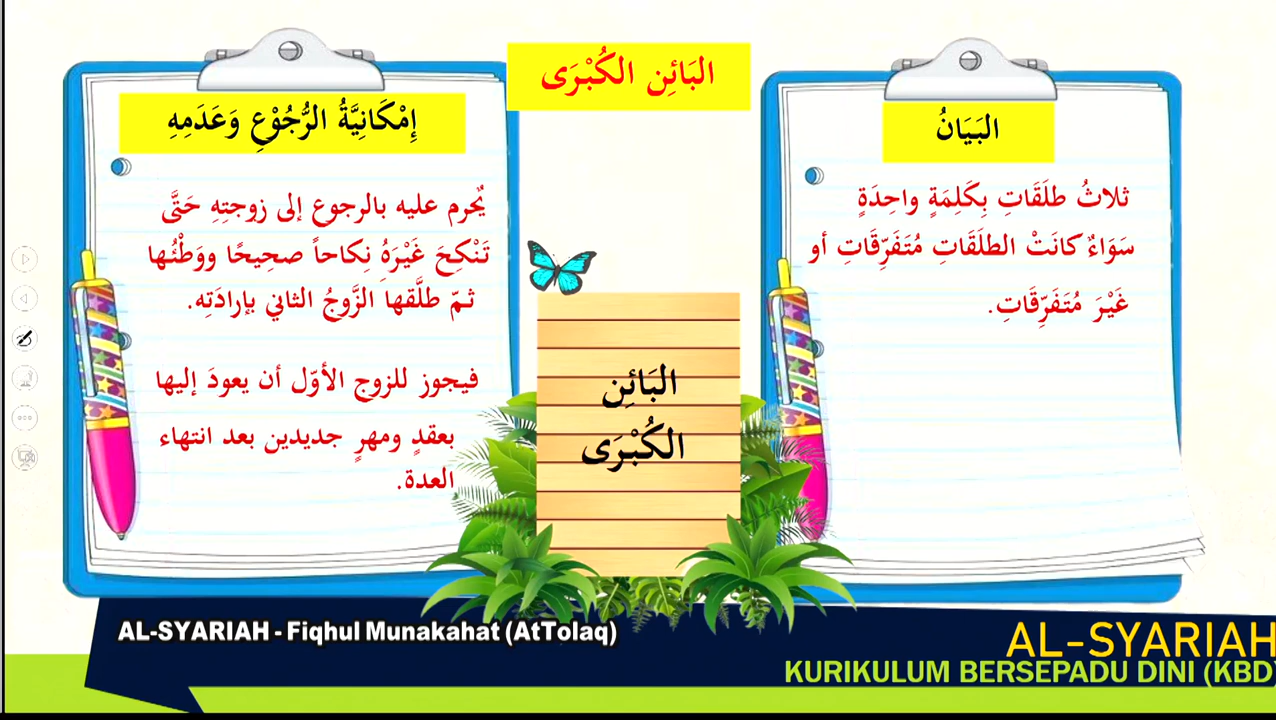 البَائِن الكُبْرَى
البَيَانُ
ثلاثُ طلَقَاتِ بِكَلِمَةٍ واحِدَةٍ
سَوَاءٌ كانَتْ الطلَقَاتِ مُتَفَرِّقَاتِ أو
غَيْرَ مُتَفَرِّقَاتِ.
إِمْكَانِيَّةُ الرُّجُوْعِ وَعَدَمِهِ
يُحرم عليه بالرجوع إلى زوجتِهِ حَتَّى
تَنْكِحَ غَيْرَهُ نِكاحاً صحِيحًا ووَطْئُها
ثمّ طلَّقها الزَّوجُ الثاني بإرادَتِه.
فيجوز للزوج الأوّل أن يعودَ إليها
بعقدٍ ومهرٍ جديدين بعد انتهاء
العدة.
البَائِن
الكُبْرَى
AL-SYARIAH - Fiqhul Munakahat (AtTolaq)
AL-SYARIAH
KURIKULUM BERSEPADU DINI (KBD